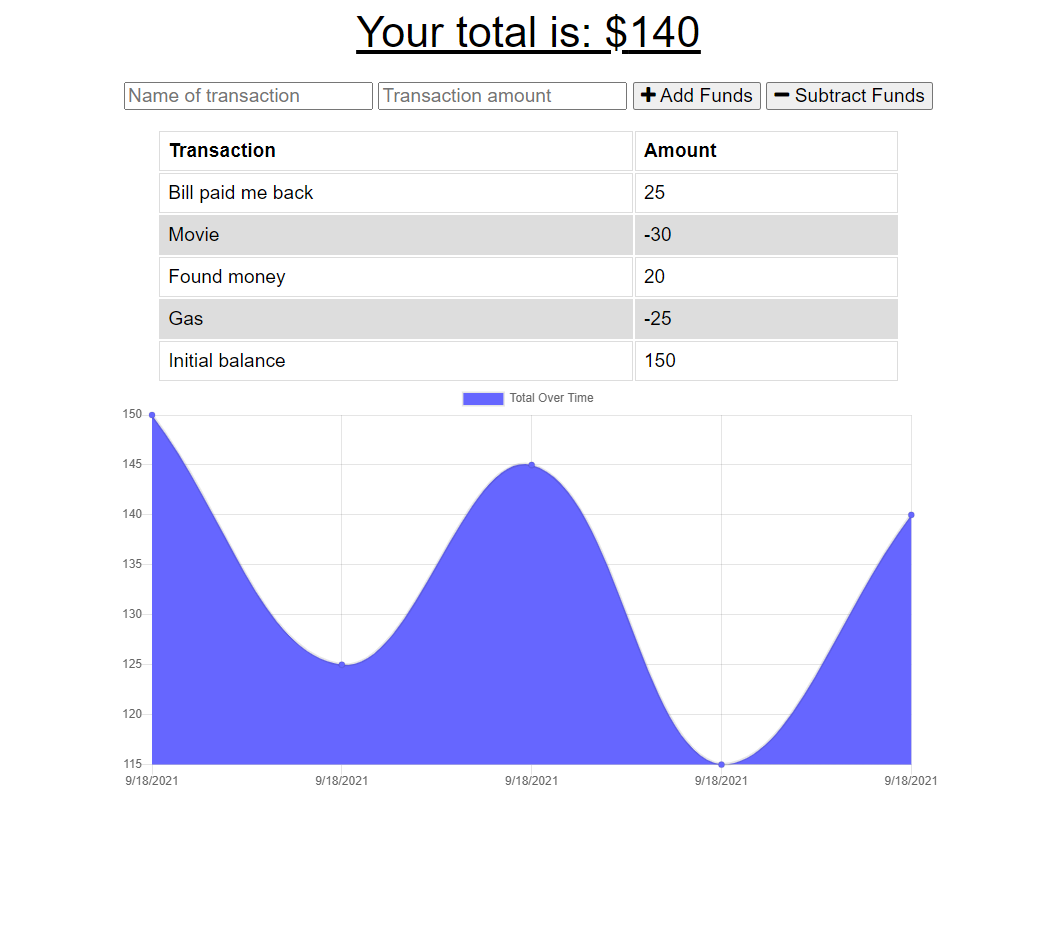 Your total is: $140
Name of transaction Transaction amount Add Funds Subtract Funds
Transaction Amount
Bill paid me back 25
Movie -30
Found money 20
Gas -25
Initial balance 150
Total Over Time
150
145
140
135
130
125
120
115
9/18/2021 9/18/2021 9/18/2021 9/18/2021 9/18/2021